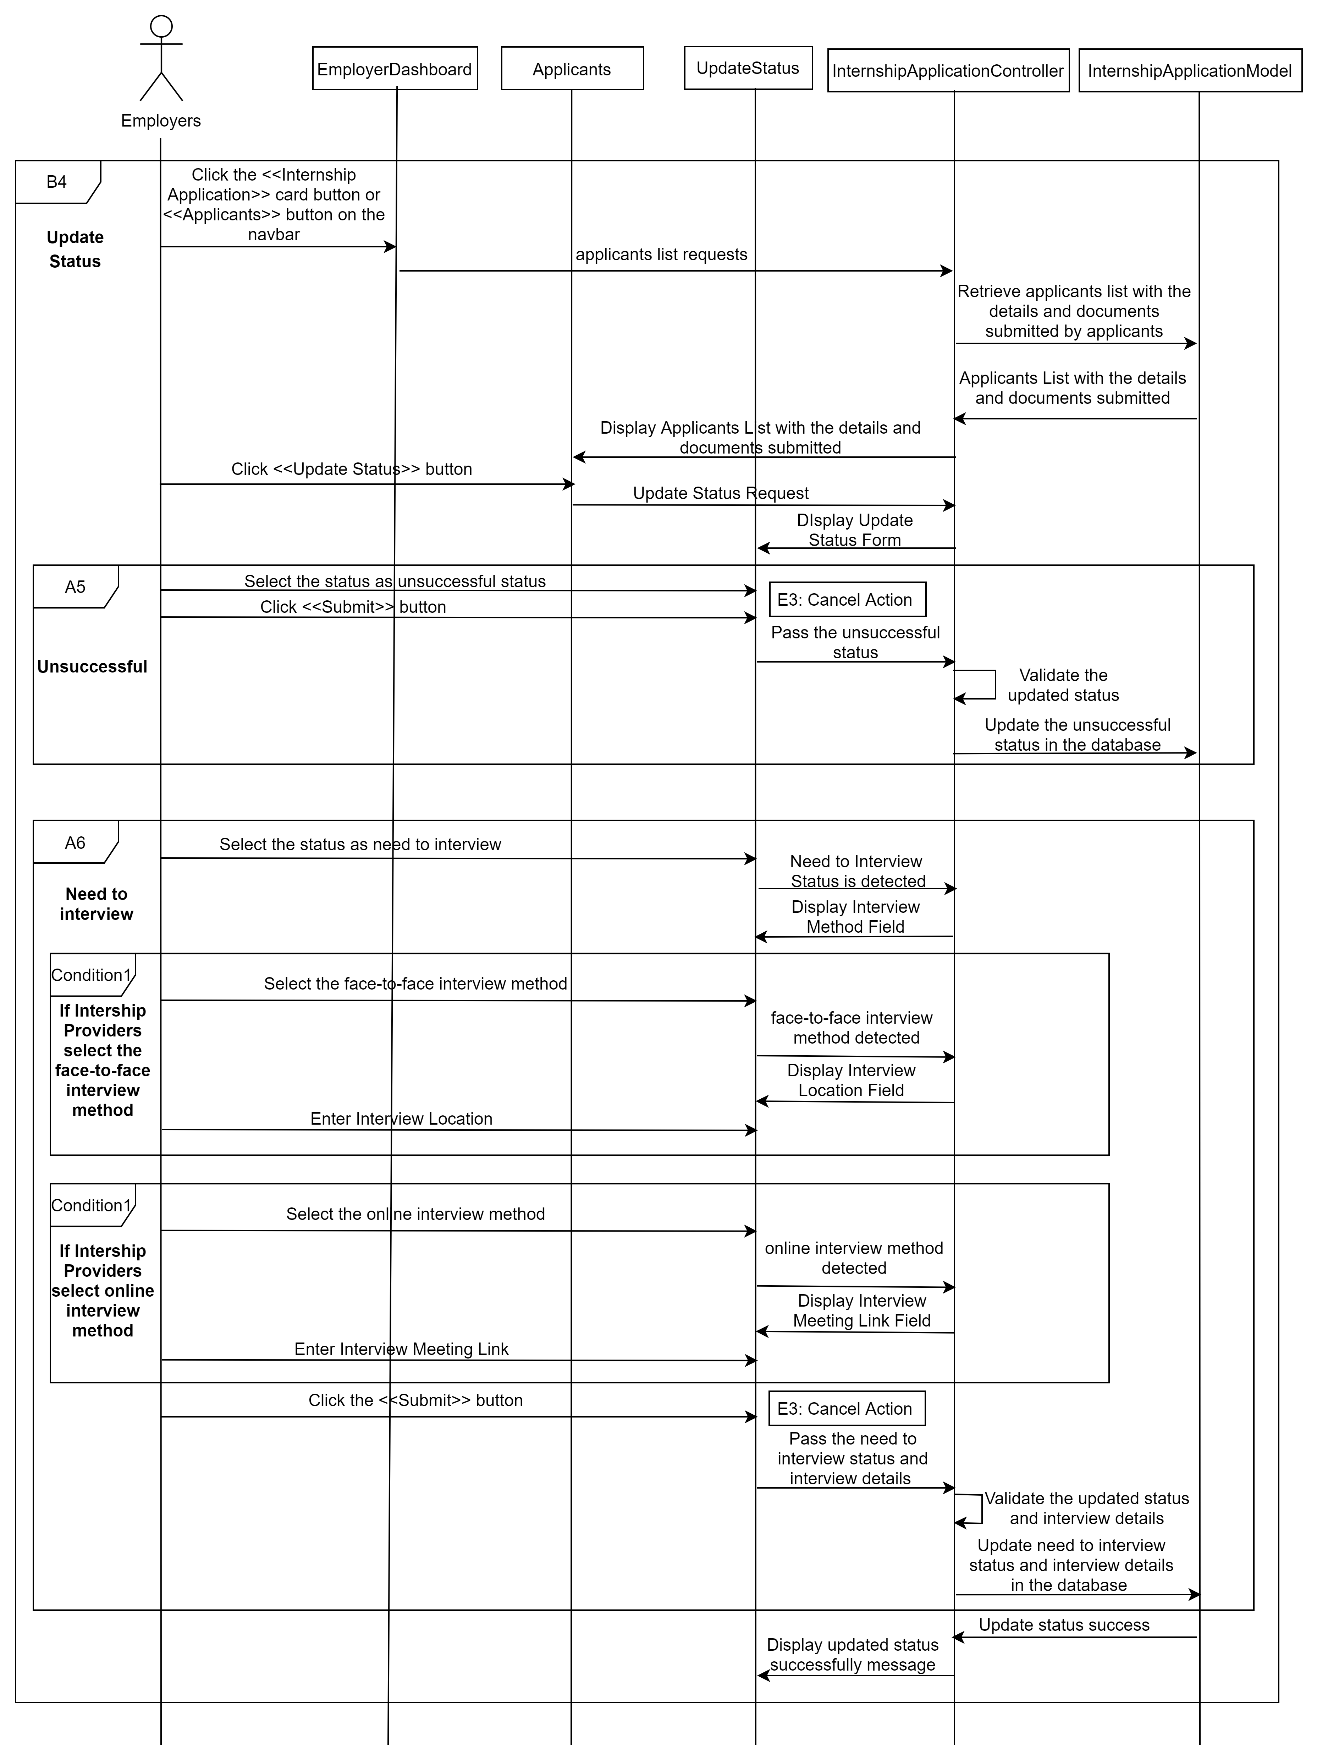 Employers
EmployerDashboard
Applicants
UpdateStatus
InternshipApplicationController
InternshipApplicationModel
B4
Update
Status
Click the <<Internship
Application>> card button or
<<Applicants>> button on the
navbar
applicants list requests
Retrieve applicants list with the
details and documents
submitted by applicants
Applicants List with the details
and documents submitted
Display Applicants List with the details and
documents submitted
Click <<Update Status>> button
Update Status Request
DIsplay Update
Status Form
A5
Unsuccessful
Select the status as unsuccessful status
Click <<Submit>> button
E3: Cancel Action
Pass the unsuccessful
status
Validate the
updated status
Update the unsuccessful
status in the database
A6
Need to
interview
Select the status as need to interview
Need to Interview
Status is detected
Display Interview
Method Field
Condition1
If Intership
Providers
select the
face-to-face
interview
method
Select the face-to-face interview method
face-to-face interview
method detected
Display Interview
Location Field
Enter Interview Location
Condition1
If Intership
Providers
select online
interview
method
Select the online interview method
online interview method
detected
Display Interview
Meeting Link Field
Enter Interview Meeting Link
Click the <<Submit>> button
E3: Cancel Action
Pass the need to
interview status and
interview details
Validate the updated status
and interview details
Update need to interview
status and interview details
in the database
Update status success
Display updated status
successfully message